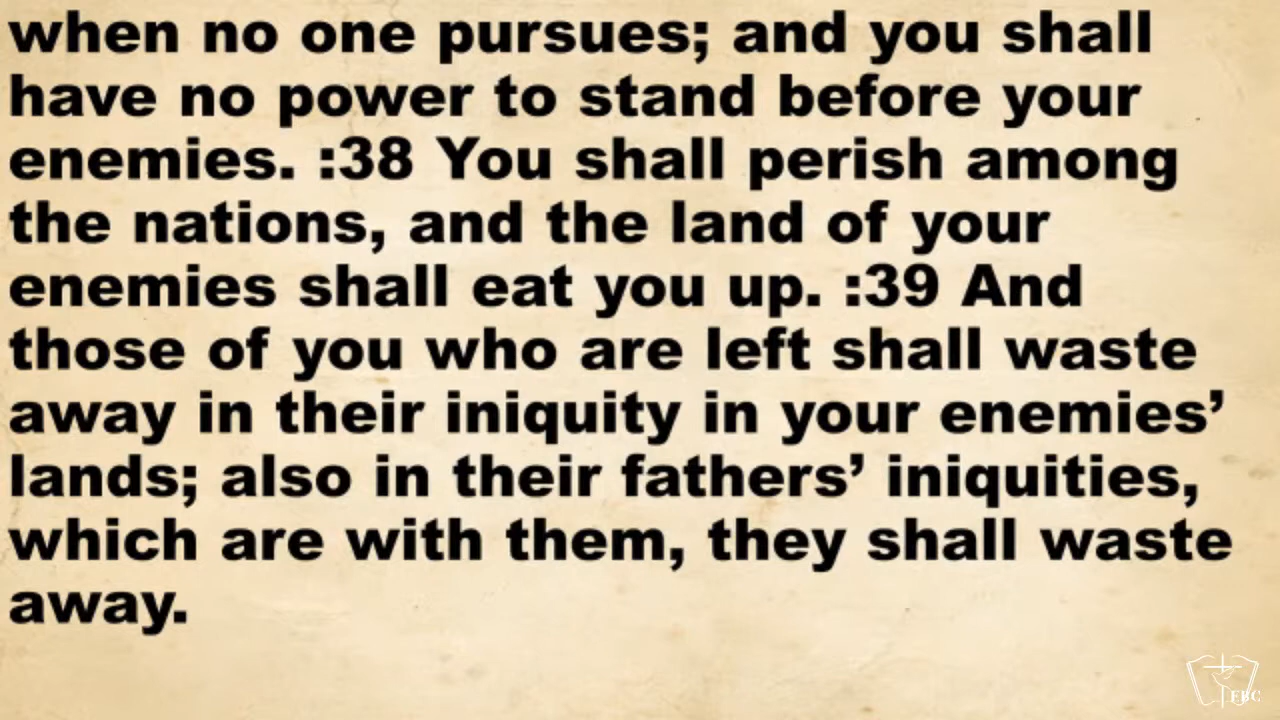 when no one pursues; and you shall
have no power to stand before your
enemies. :38 You shall perish among
the nations, and the land of your
enemies shall eat you up. :39 And
those of you who are left shall waste
away in their iniquity in your enemies’
lands; also in their fathers’ iniquities,
which are with them, they shall waste
away.
FBC